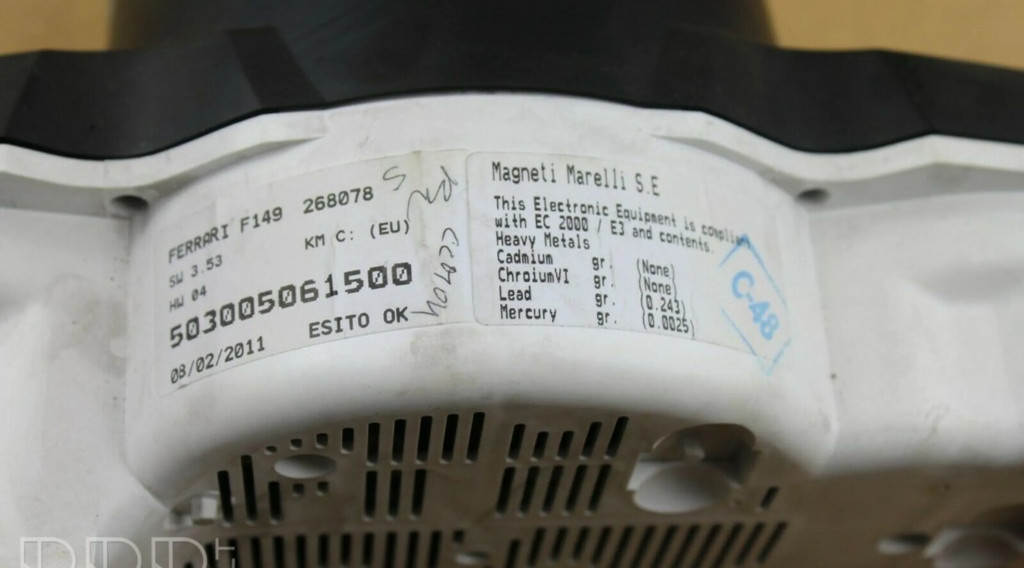 FERRARI F149 268078
SW 3.53 KM C: (EU)
HW 04
503005061500
08/02/2011 ESITO OK
Magneti Marelli S.E
This Electronic Equipment is complian
with EC 2000 / E3 and contents.
Heavy Metals
Cadmium gr. (None)
ChroiumVI gr. (None)
Lead gr. (0.243)
Mercury gr. (0.0025)
C-48